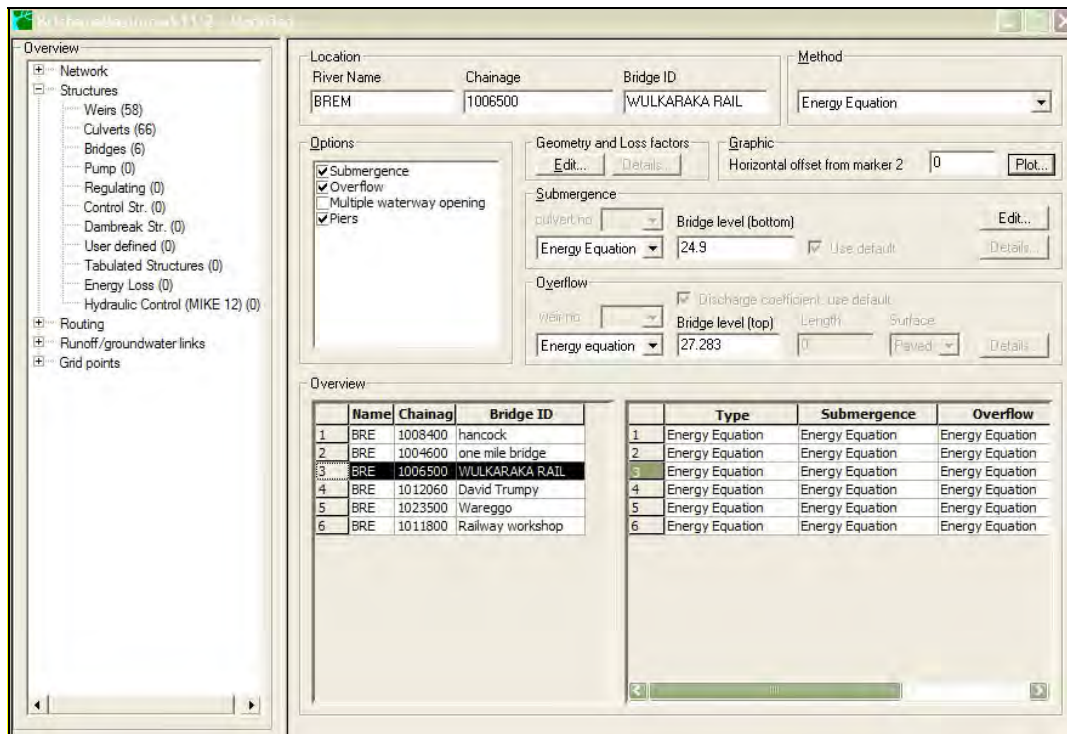 Overview
Network
Structures
Weirs (58)
Culverts (66)
Bridges (6)
Pump (0)
Regulating (0)
Control Str. (0)
Dambreak Str. (0)
User defined (0)
Tabulated Structures (0)
Energy Loss (0)
Hydraulic Control (MIKE 12) (0)
Routing
Runoff/groundwater links
Grid points
Location
River Name Chainage Bridge ID
BREM 1006500 WULKARAKA RAIL
Method
Energy Equation
Options
Submergence
Overflow
Multiple waterway opening
Piers
Geometry and Loss factors
Edit... Details...
Graphic
Horizontal offset from marker 2 0 Plot...
Submergence
culvert no Bridge level (bottom) Edit...
Energy Equation 24.9 Use default Details...
Overflow
Discharge coefficient, use default
Weir no Bridge level (top) Length Surface
Energy equation 27.283 0 Paved Details...
Overview
Name Chainag Bridge ID Type Submergence Overflow
1 BRE 1008400 hancock 1 Energy Equation Energy Equation Energy Equation
2 BRE 1004600 one mile bridge 2 Energy Equation Energy Equation Energy Equation
3 BRE 1006500 WULKARAKA RAIL 3 Energy Equation Energy Equation Energy Equation
4 BRE 1012060 David Trumpy 4 Energy Equation Energy Equation Energy Equation
5 BRE 1023500 Wareggo 5 Energy Equation Energy Equation Energy Equation
6 BRE 1011800 Railway workshop 6 Energy Equation Energy Equation Energy Equation